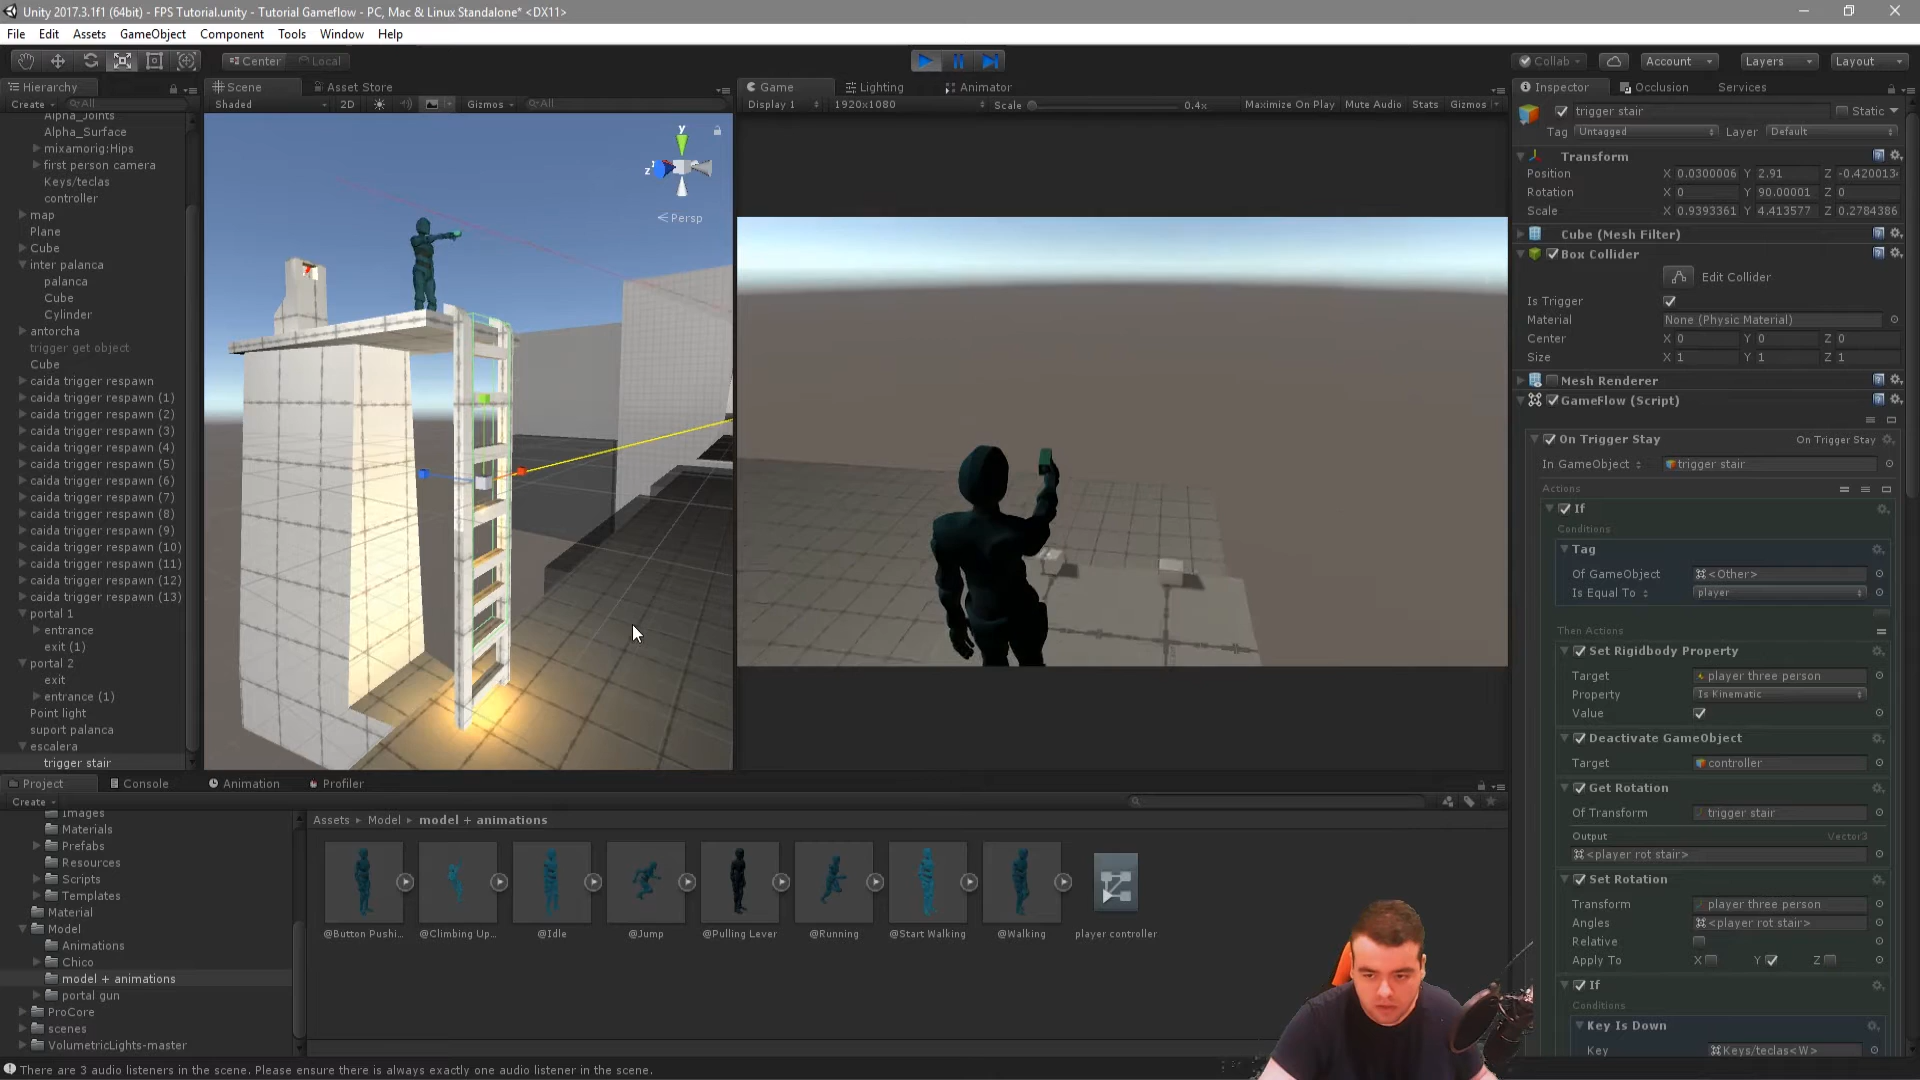 Unity 2017.3.1f1 (64bit) - FPS Tutorial.unity - Tutorial Gameflow - PC, Mac & Linux Standalone* <DX11>
File Edit Assets GameObject Component Tools Window Help
Center Local
Collab Account Layers Layout
Hierarchy
Create All
Alpha_Joints
Alpha_Surface
mixamorig:Hips
first person camera
Keys/teclas
controller
map
Plane
Cube
inter palanca
palanca
Cube
Cylinder
antorcha
trigger get object
Cube
caida trigger respawn
caida trigger respawn (1)
caida trigger respawn (2)
caida trigger respawn (3)
caida trigger respawn (4)
caida trigger respawn (5)
caida trigger respawn (6)
caida trigger respawn (7)
caida trigger respawn (8)
caida trigger respawn (9)
caida trigger respawn (10)
caida trigger respawn (11)
caida trigger respawn (12)
caida trigger respawn (13)
portal 1
entrance
exit (1)
portal 2
exit
entrance (1)
Point light
suport palanca
escalera
trigger stair
Scene Asset Store
Shaded 2D Gizmos All
y
z
Persp
Game Lighting Animator
Display 1 1920x1080 Scale 0.4x Maximize On Play Mute Audio Stats Gizmos
Inspector Occlusion Services
trigger stair Static
Tag Untagged Layer Default
Transform
Position X 0.0300006 Y 2.91 Z -0.420013
Rotation X 0 Y 90.00001 Z 0
Scale X 0.9393361 Y 4.413577 Z 0.2784386
Cube (Mesh Filter)
Box Collider
Edit Collider
Is Trigger
Material None (Physic Material)
Center X 0 Y 0 Z 0
Size X 1 Y 1 Z 1
Mesh Renderer
GameFlow (Script)
On Trigger Stay On Trigger Stay
In GameObject trigger stair
Actions
If
Conditions
Tag
Of GameObject <Other>
Is Equal To player
Then Actions
Set Rigidbody Property
Target player three person
Property Is Kinematic
Value
Deactivate GameObject
Target controller
Get Rotation
Of Transform trigger stair
Output Vector3
<player rot stair>
Set Rotation
Transform player three person
Angles <player rot stair>
Relative
Apply To X Y Z
If
Conditions
Key Is Down
Key Keys/teclas<W>
Project Console Animation Profiler
Create
Images
Materials
Prefabs
Resources
Scripts
Templates
Material
Model
Animations
Chico
model + animations
portal gun
ProCore
scenes
VolumetricLights-master
Assets Model model + animations
@Button Pushi... @Climbing Up... @Idle @Jump @Pulling Lever @Running @Start Walking @Walking player controller
There are 3 audio listeners in the scene. Please ensure there is always exactly one audio listener in the scene.